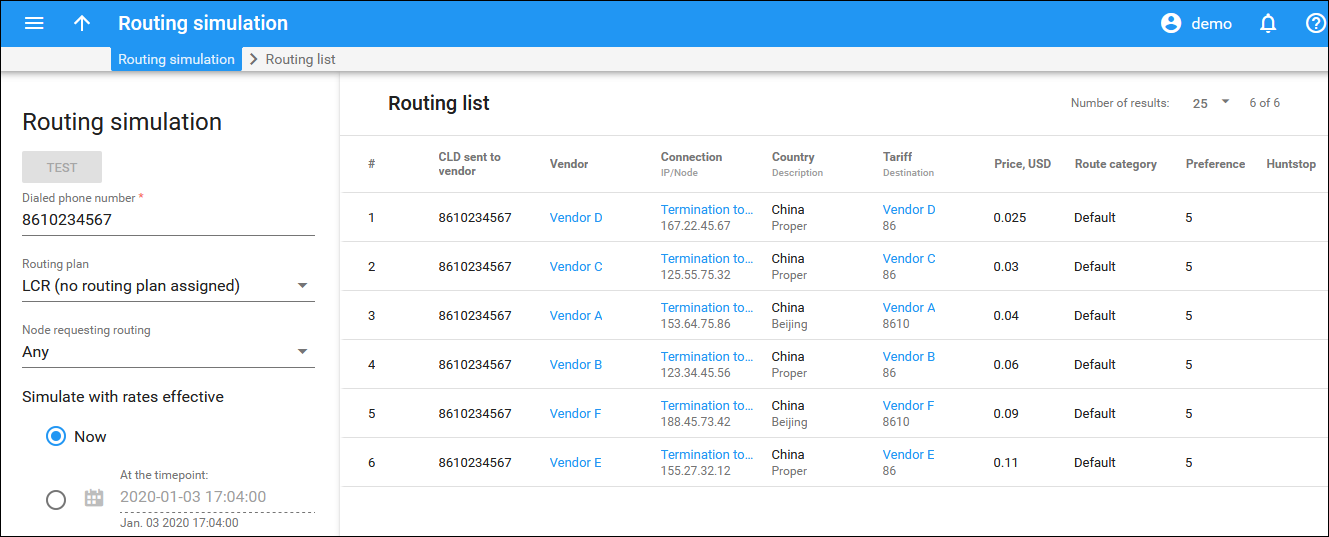 Routing simulation
demo
Routing simulation > Routing list
Routing simulation
TEST
Dialed phone number *
8610234567
Routing plan
LCR (no routing plan assigned)
Node requesting routing
Any
Simulate with rates effective
Now
At the timepoint:
2020-01-03 17:04:00
Jan. 03 2020 17:04:00
Routing list
Number of results: 25 6 of 6
# CLD sent to vendor Vendor Connection IP/Node Country Description Tariff Destination Price, USD Route category Preference Huntstop
1 8610234567 Vendor D Termination to... 167.22.45.67 China Proper Vendor D 86 0.025 Default 5
2 8610234567 Vendor C Termination to... 125.55.75.32 China Proper Vendor C 86 0.03 Default 5
3 8610234567 Vendor A Termination to... 153.64.75.86 China Beijing Vendor A 8610 0.04 Default 5
4 8610234567 Vendor B Termination to... 123.34.45.56 China Proper Vendor B 86 0.06 Default 5
5 8610234567 Vendor F Termination to... 188.45.73.42 China Beijing Vendor F 8610 0.09 Default 5
6 8610234567 Vendor E Termination to... 155.27.32.12 China Proper Vendor E 86 0.11 Default 5